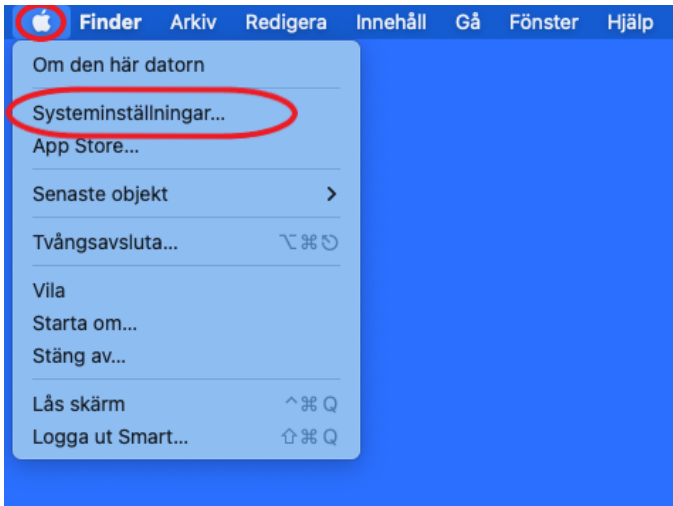 Finder Arkiv Redigera Innehåll Gå Fönster Hjälp
Om den här datorn
Systeminställningar...
App Store...
Senaste objekt
Tvångsavsluta... ⌥⌘⎋
Vila
Starta om...
Stäng av...
Lås skärm ^⌘Q
Logga ut Smart... ⇧⌘Q